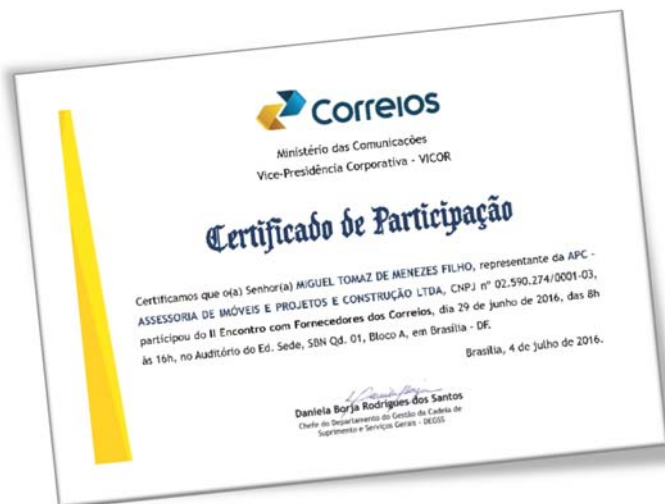 Correios
Ministério das Comunicações
Vice-Presidência Corporativa - VICOR
Certificado de Participação
Certificamos que o(a) Senhor(a) MIGUEL TOMAZ DE MENEZES FILHO, representante da APC -
ASSESSORIA DE IMÓVEIS E PROJETOS E CONSTRUÇÃO LTDA, CNPJ nº 02.590.274/0001-03,
participou do II Encontro com Fornecedores dos Correios, dia 29 de junho de 2016, das 8h
às 16h, no Auditório do Ed. Sede, SBN Qd. 01, Bloco A, em Brasília - DF.
Brasília, 4 de julho de 2016.
Daniela Borja Rodrigues dos Santos
Chefe do Departamento do Gestão da Cadeia de
Suprimento e Serviços Gerais - DEGSS